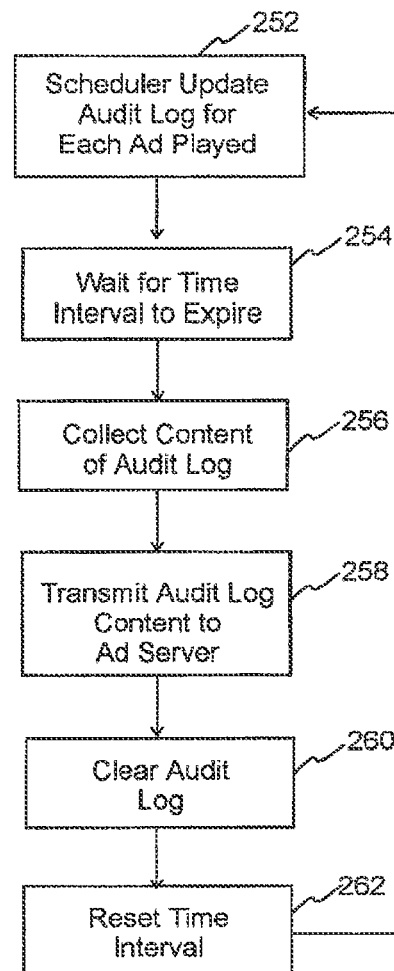 252
Scheduler Update
Audit Log for
Each Ad Played
254
Wait for Time
Interval to Expire
256
Collect Content
of Audit Log
258
Transmit Audit Log
Content to
Ad Server
260
Clear Audit
Log
262
Reset Time
Interval